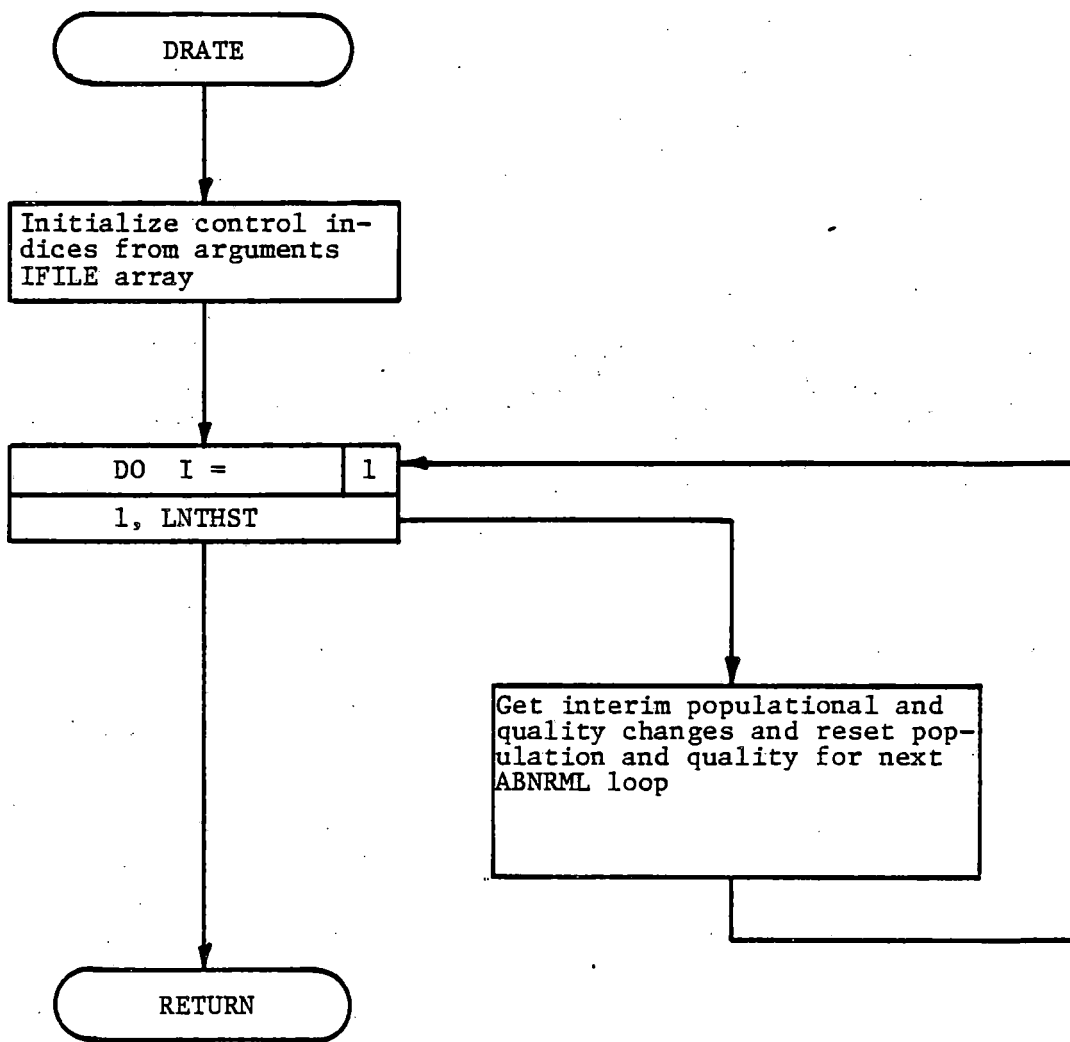 DRATE
Initialize control in-
dices from arguments
IFILE array
DO I =
1
1, LNTHST
Get interim populational and
quality changes and reset pop-
ulation and quality for next
ABNRML loop
RETURN